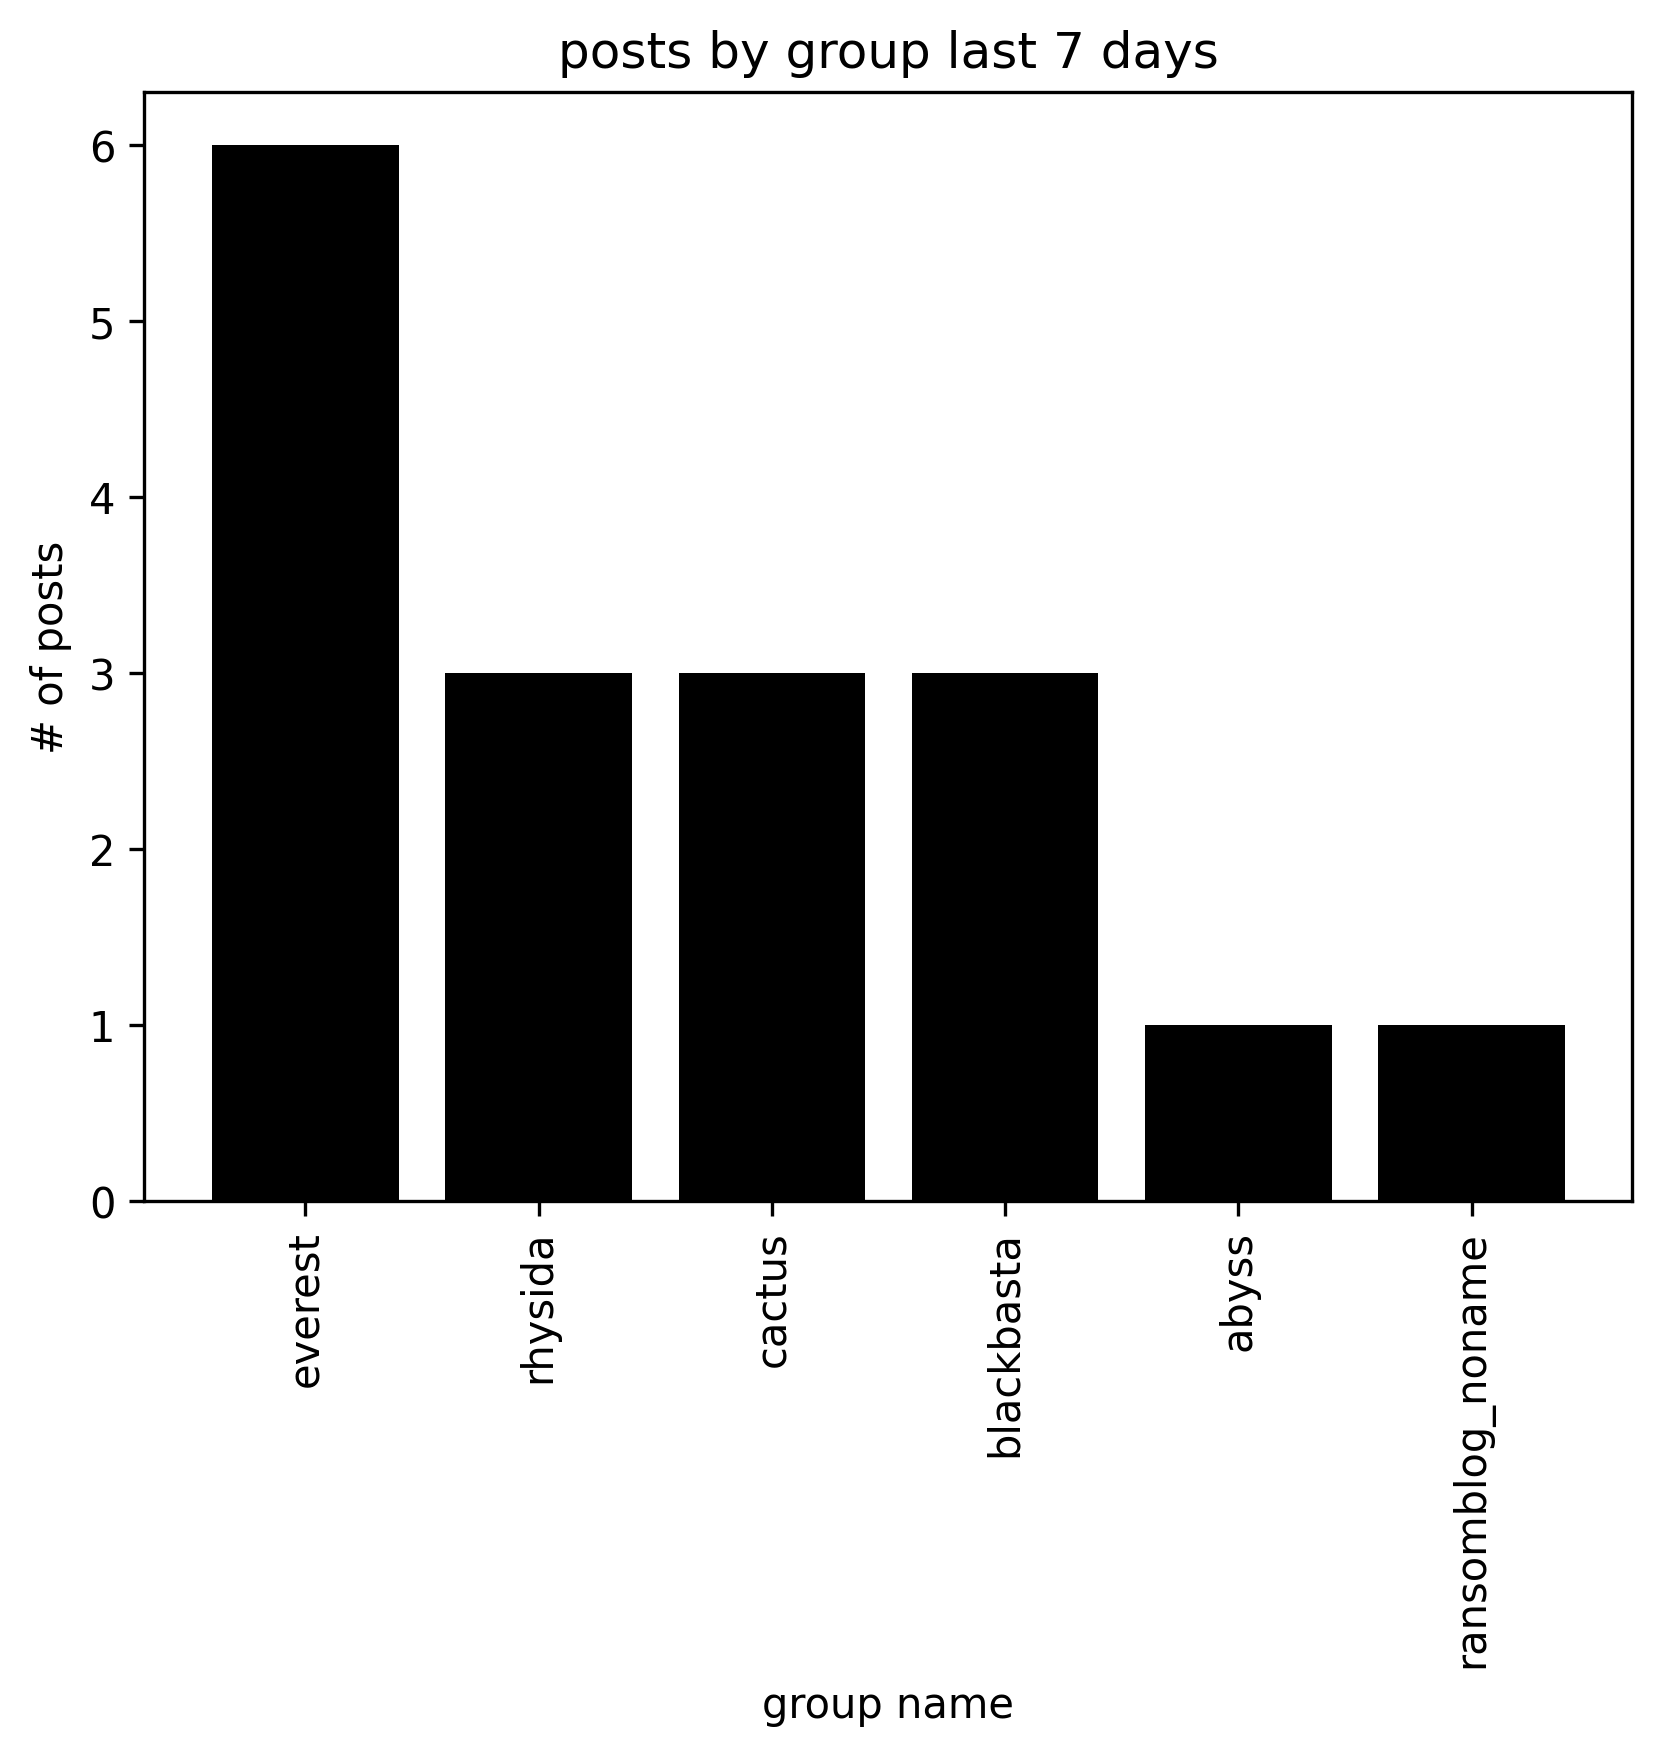 posts by group last 7 days
# of posts
6
5
4
3
2
1
0
everest
rhysida
cactus
blackbasta
abyss
ransomblog_noname
group name